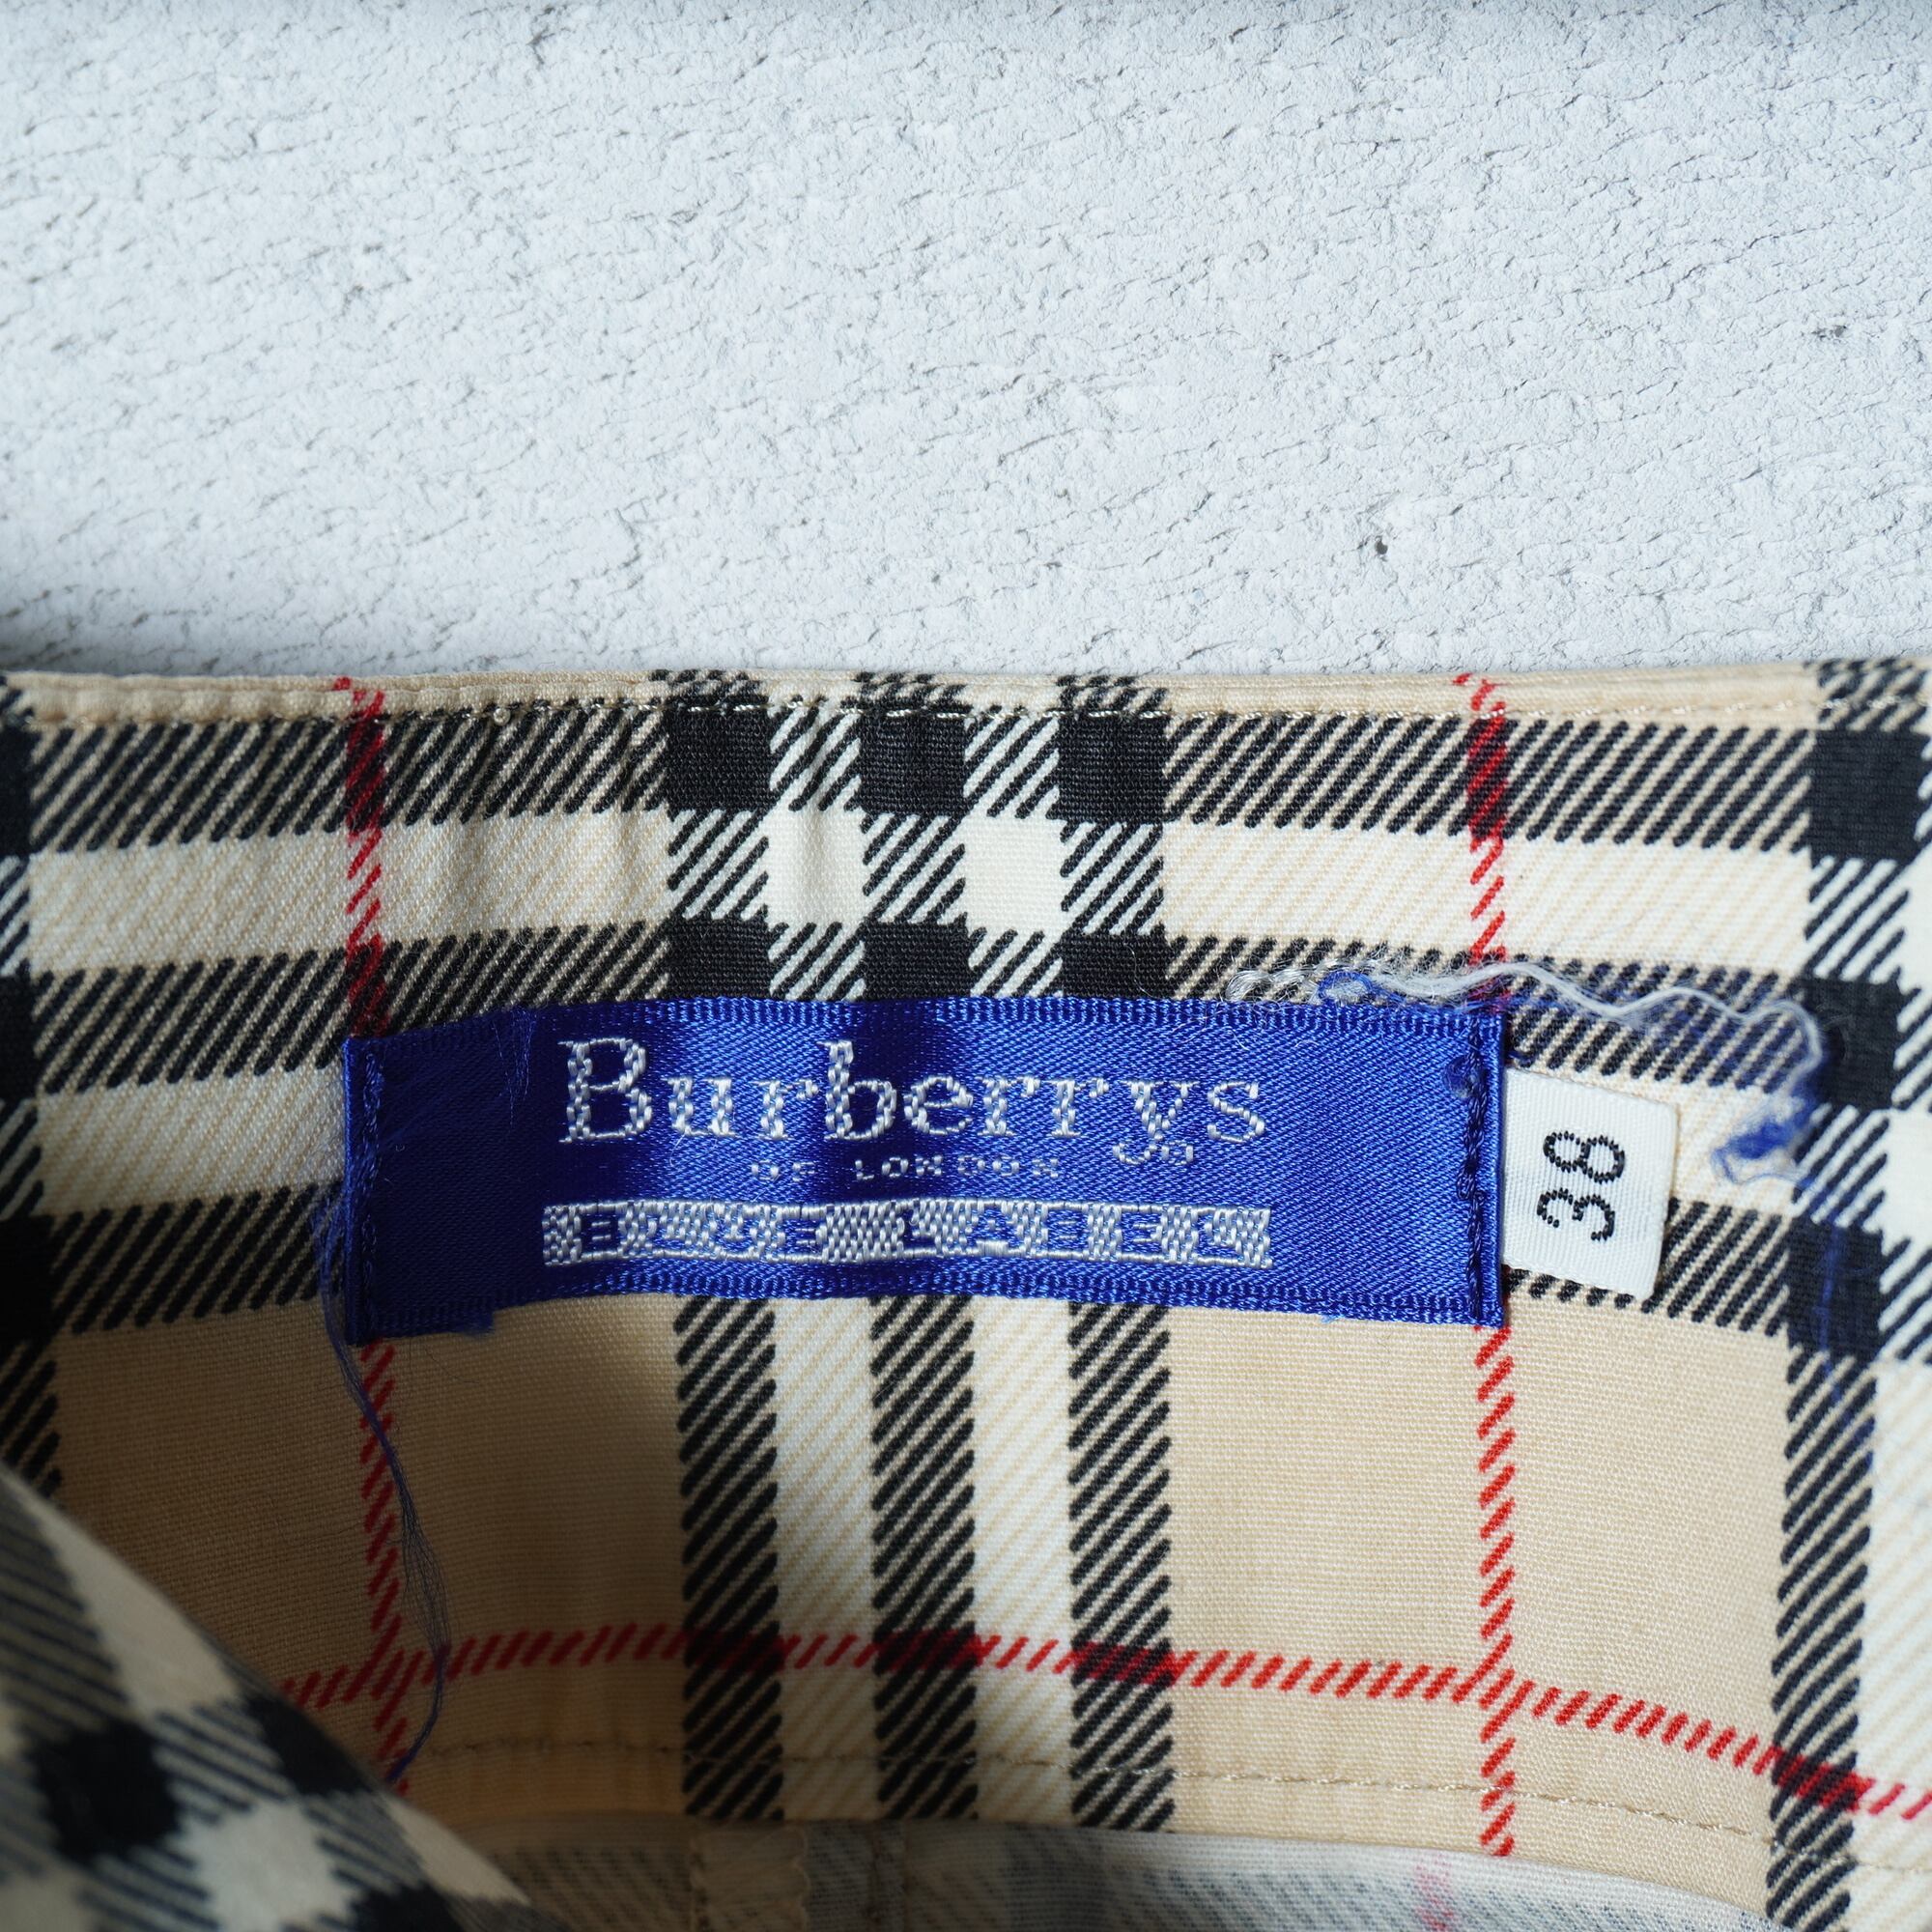 Burberrys
OF LONDON
BLUE LABEL
38